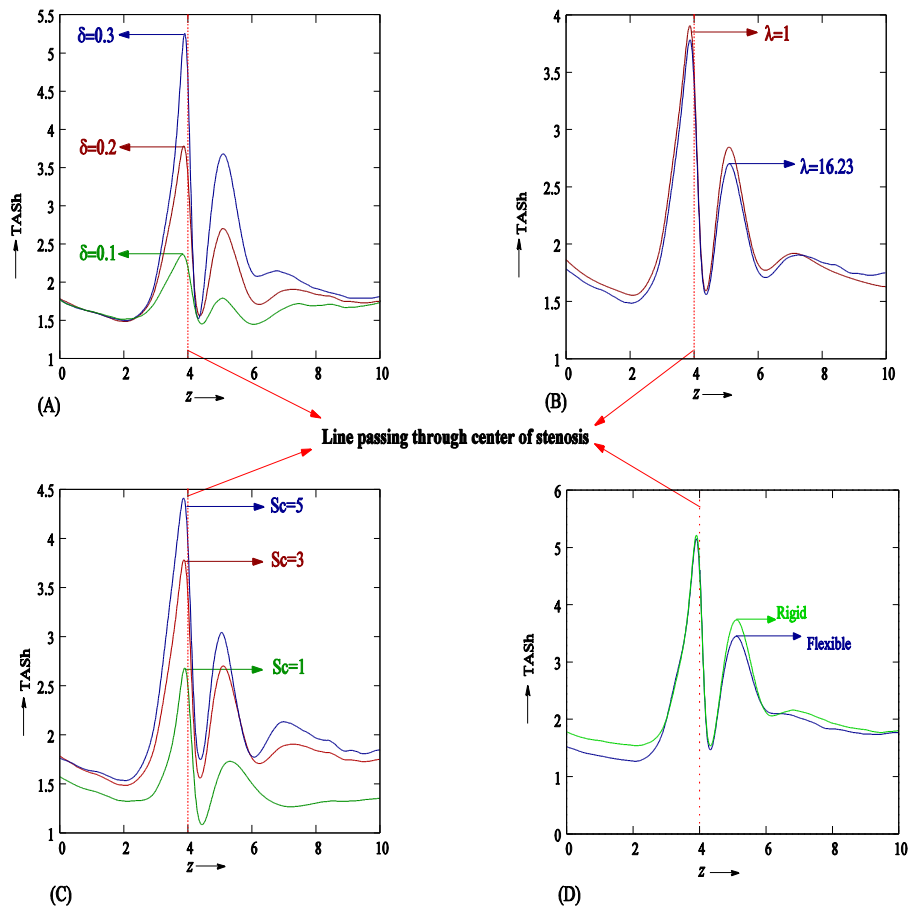 5.5
5
4.5
4
3.5
3
2.5
2
1.5
1
δ=0.3
δ=0.2
δ=0.1
TASh
0 2 4 6 8 10
z
(A)
4
3.5
3
2.5
2
1.5
1
λ=1
λ=16.23
TASh
0 2 4 6 8 10
z
(B)
Line passing through center of stenosis
4.5
4
3.5
3
2.5
2
1.5
1
Sc=5
Sc=3
Sc=1
TASh
0 2 4 6 8 10
z
(C)
6
5
4
3
2
1
0
Rigid
Flexible
TASh
0 2 4 6 8 10
z
(D)